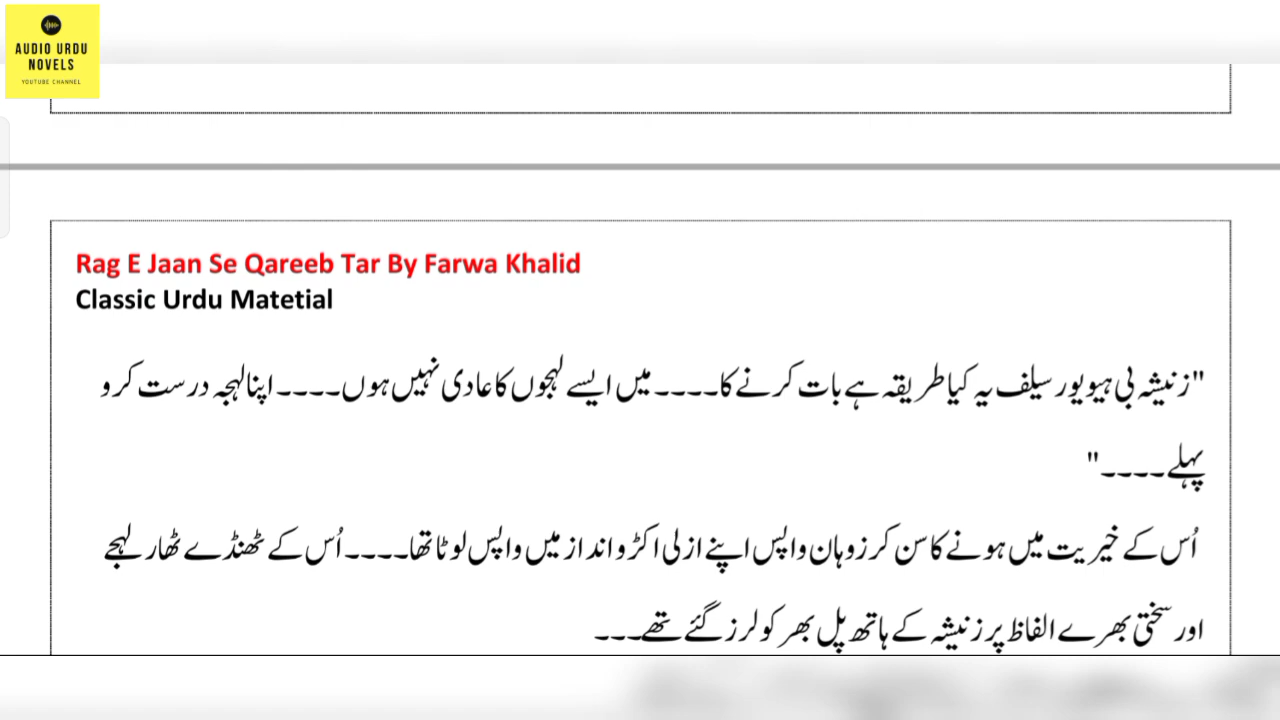 AUDIO URDU
NOVELS
YOUTUBE CHANNEL
Rag E Jaan Se Qareeb Tar By Farwa Khalid
Classic Urdu Matetial
"زنیشہ بی ہیو یور سیلف یہ کیا طریقہ ہے بات کرنے کا۔۔۔۔ میں ایسے لہجوں کا عادی نہیں ہوں۔۔۔۔ اپنا لہجہ درست کرو
پہلے۔۔۔۔"
اُس کے خیریت میں ہونے کا سن کر زوہان واپس اپنے ازلی اکڑو انداز میں واپس لوٹا تھا۔۔۔۔ اُس کے ٹھنڈے ٹھار لہجے
اور سختی بھرے الفاظ پر زنیشہ کے ہاتھ پل بھر کو لرز گئے تھے۔۔۔